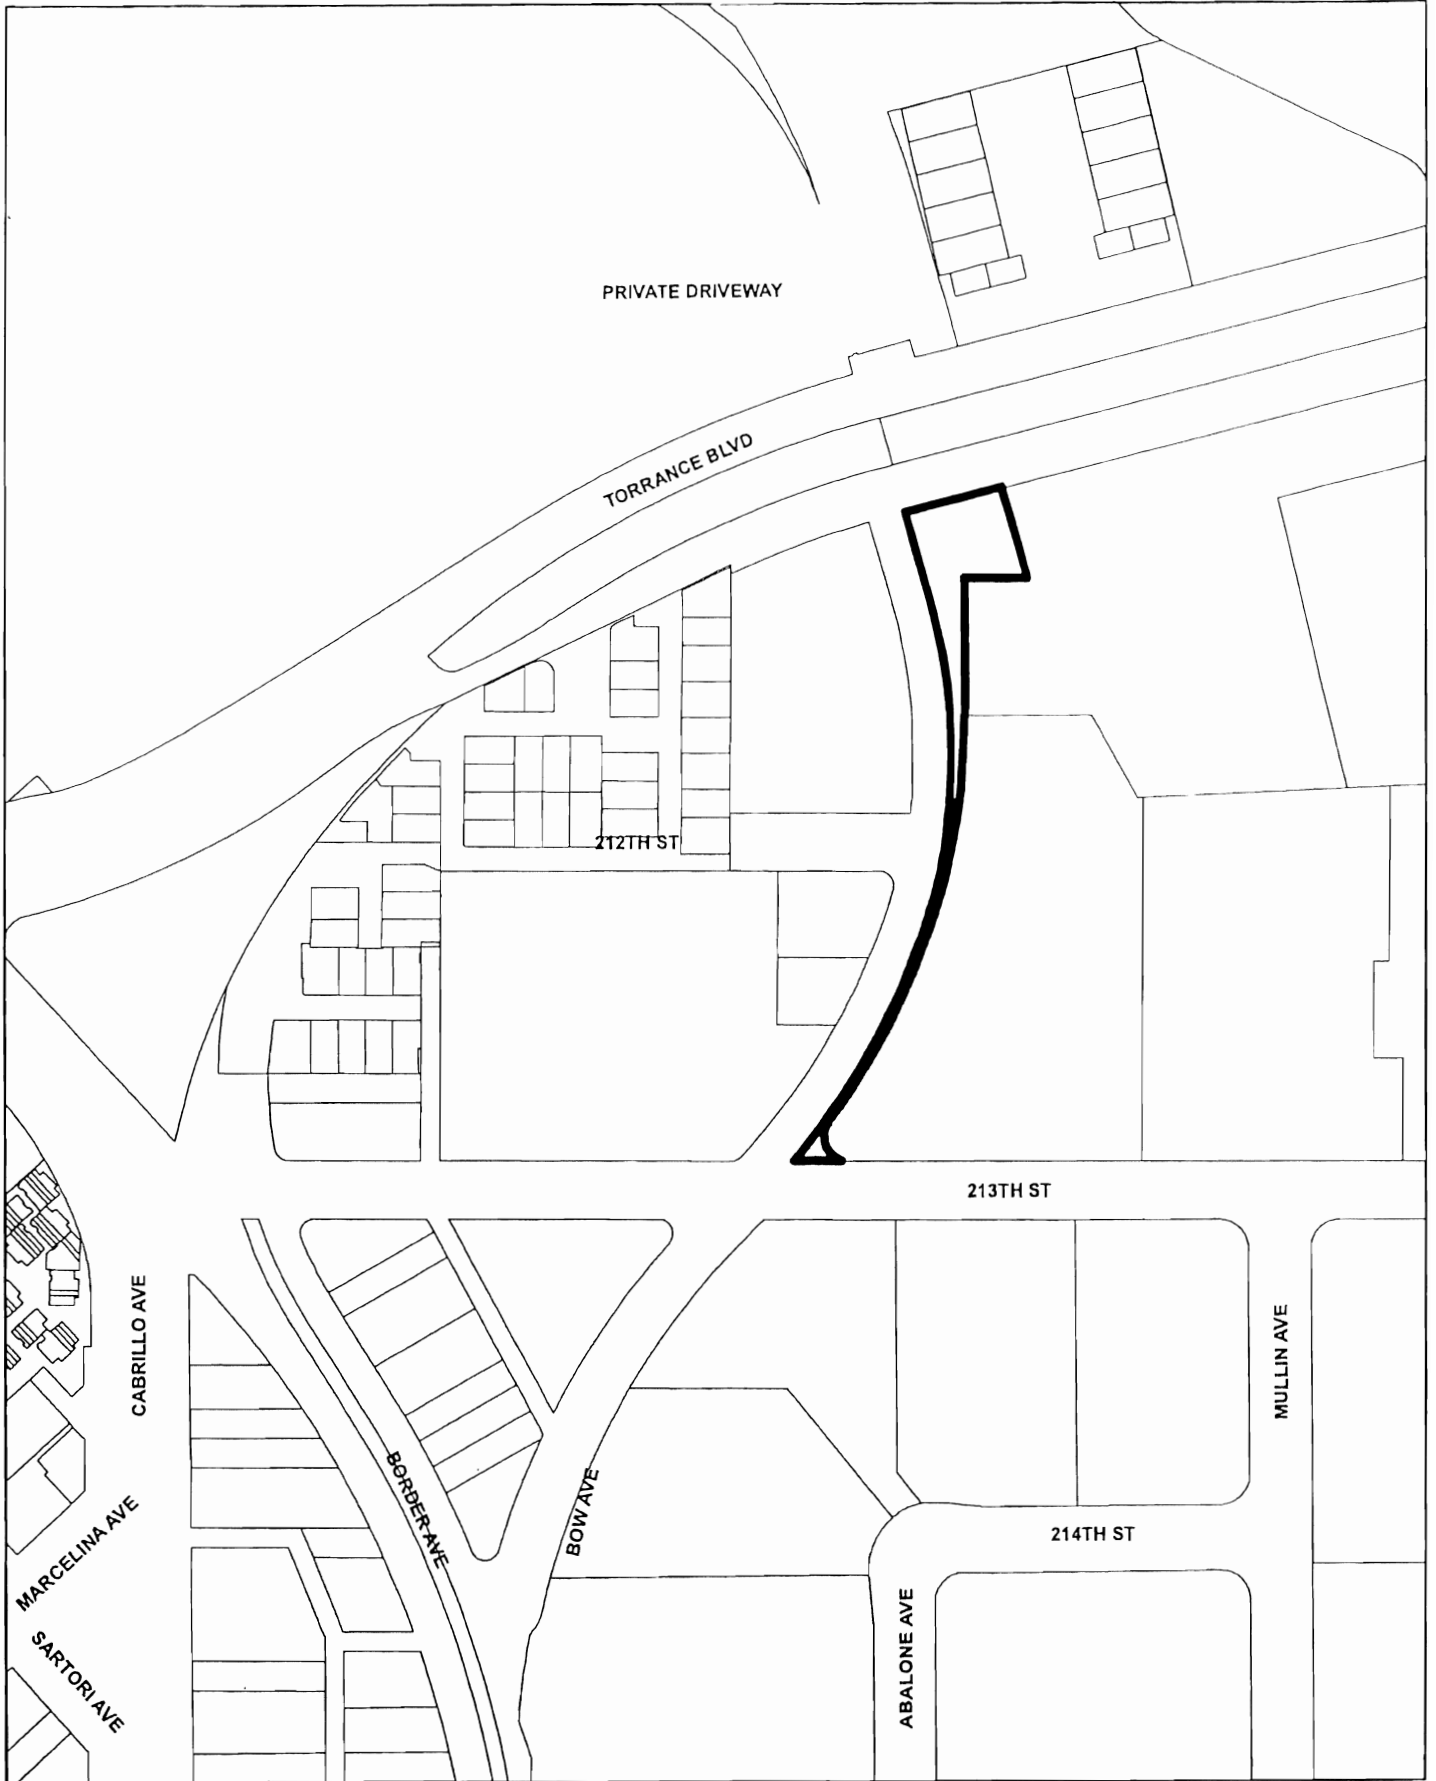 PRIVATE DRIVEWAY
TORRANCE BLVD
212TH ST
213TH ST
CABRILLO AVE
MULLIN AVE
BORDER AVE
BOW AVE
MARCELINA AVE
214TH ST
ABALONE AVE
SARTORI AVE